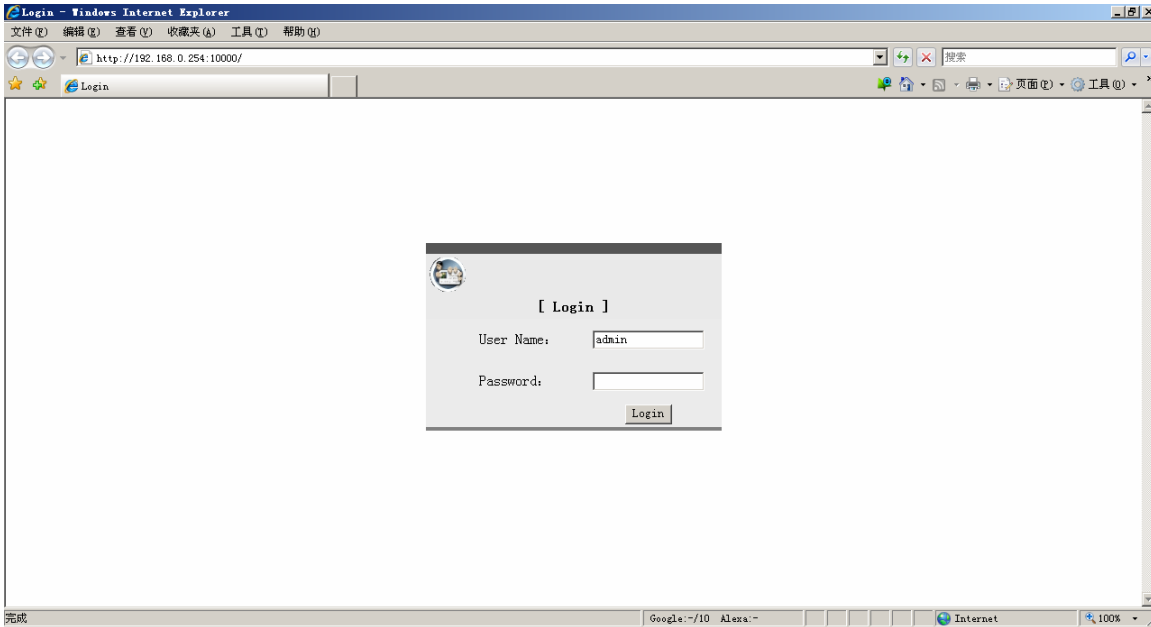 Login - Windows Internet Explorer
文件(F) 编辑(E) 查看(V) 收藏夹(A) 工具(T) 帮助(H)
http://192.168.0.254:10000/ 搜索
Login 页面(P) 工具(O)
[ Login ]
User Name: admin
Password:
Login
完成 Google:-/10 Alexa:- Internet 100%